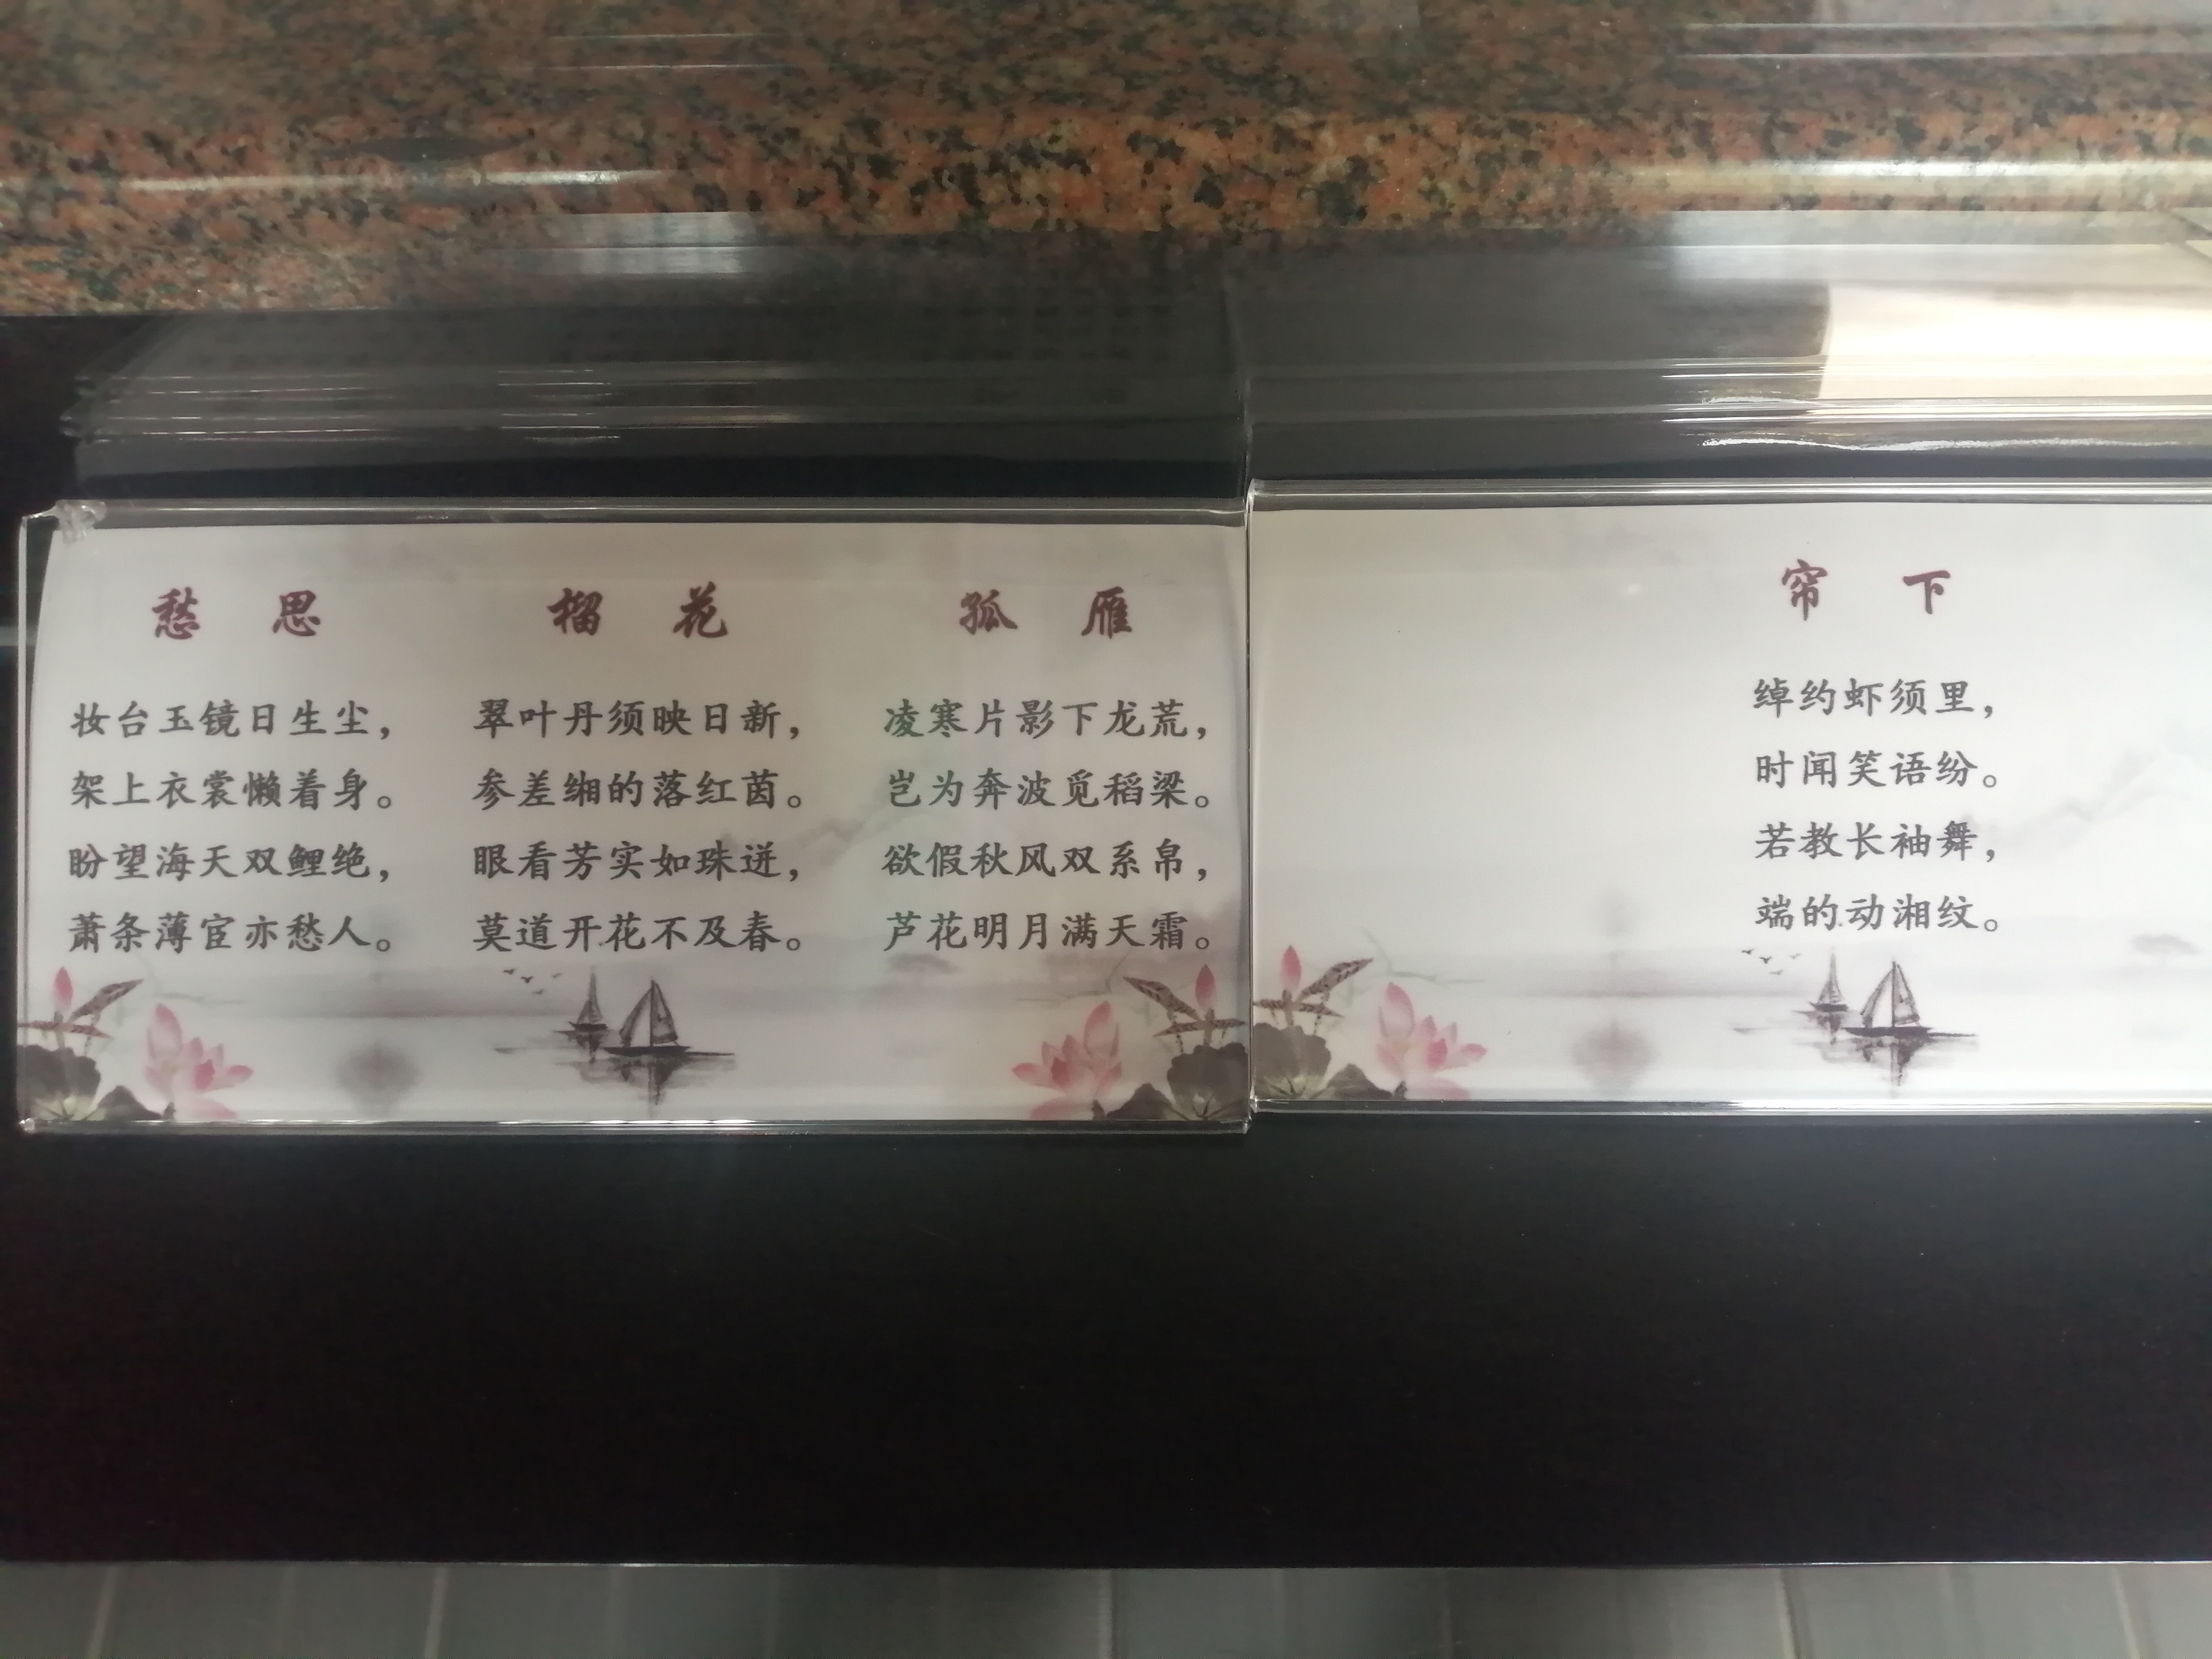 愁思
妆台玉镜日生尘，
架上衣裳懒着身。
盼望海天双鲤绝，
萧条薄宦亦愁人。
榴花
翠叶丹须映日新，
参差缃的落红茵。
眼看芳实如珠迸，
莫道开花不及春。
孤雁
凌寒片影下龙荒，
岂为奔波觅稻梁。
欲假秋风双系帛，
芦花明月满天霜。
帘下
绰约虾须里，
时闻笑语纷。
若教长袖舞，
端的动湘纹。